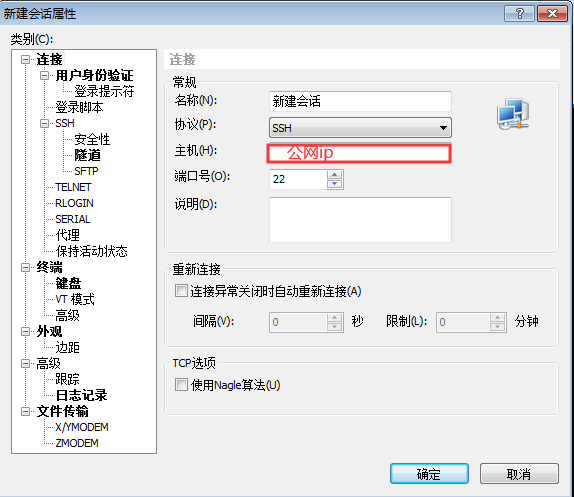 新建会话属性
类别(C):
连接
用户身份验证
登录提示符
登录脚本
SSH
安全性
隧道
SFTP
TELNET
RLOGIN
SERIAL
代理
保持活动状态
终端
键盘
VT 模式
高级
外观
边距
高级
跟踪
日志记录
文件传输
X/YMODEM
ZMODEM
连接
常规
名称(N):
新建会话
协议(P):
SSH
主机(H):
公网ip
端口号(O):
22
说明(D):
重新连接
连接异常关闭时自动重新连接(A)
间隔(V): 0 秒 限制(L): 0 分钟
TCP选项
使用Nagle算法(U)
确定 取消